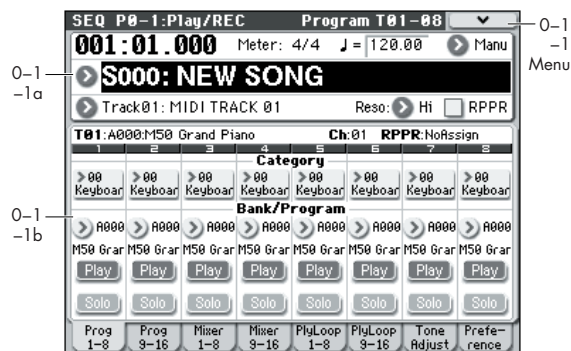 SEQ P0-1:Play/REC Program T01-08
001:01.000 Meter: 4/4 ♩= 120.00 Manu
S000: NEW SONG
Track01: MIDI TRACK 01 Reso: Hi RPPR
T01:A000:M50 Grand Piano Ch:01 RPPR:NoAssign
1 2 3 4 5 6 7 8
Category
00 00 00 00 00 00 00 00
Keyboar Keyboar Keyboar Keyboar Keyboar Keyboar Keyboar Keyboar
Bank/Program
A000 A000 A000 A000 A000 A000 A000 A000
M50 Grar M50 Grar M50 Grar M50 Grar M50 Grar M50 Grar M50 Grar M50 Grar
Play Play Play Play Play Play Play Play
Solo Solo Solo Solo Solo Solo Solo Solo
Prog 1-8 Prog 9-16 Mixer 1-8 Mixer 9-16 PlyLoop 1-8 PlyLoop 9-16 Tone Adjust Prefe-rence
0-1
-1
Menu
0-1
-1a
0-1
-1b